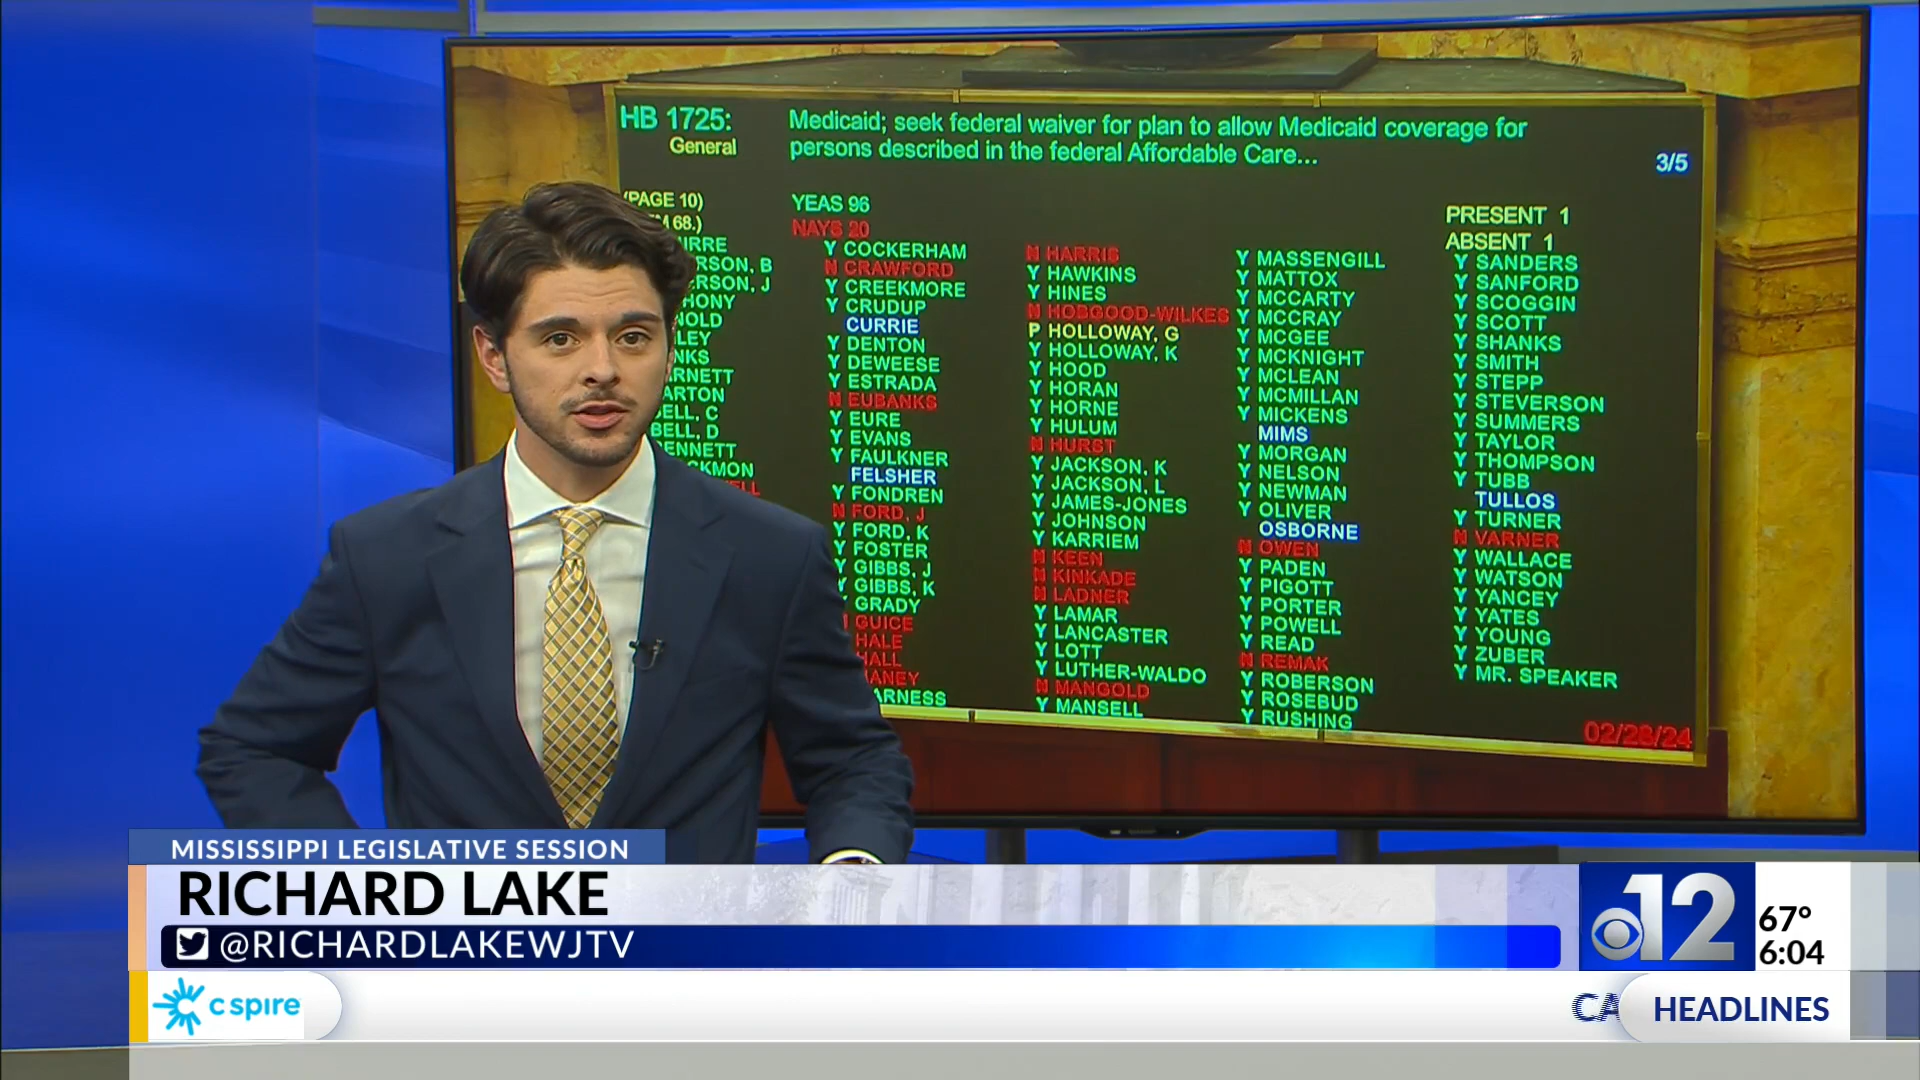 HB 1725:
General
Medicaid; seek federal waiver for plan to allow Medicaid coverage for
persons described in the federal Affordable Care...
3/5
(PAGE 10)
68.)
YEAS 96
NAYS 20
PRESENT 1
ABSENT 1
Y COCKERHAM
N CRAWFORD
Y CREEKMORE
Y CRUDUP
CURRIE
Y DENTON
Y DEWEESE
Y ESTRADA
N EUBANKS
Y EURE
Y EVANS
Y FAULKNER
FELSHER
Y FONDREN
N FORD, J
Y FORD, K
Y FOSTER
Y GIBBS, J
Y GIBBS, K
GRADY
GUICE
HALE
HALL
N HARRIS
Y HAWKINS
Y HINES
N HOBGOOD-WILKES
P HOLLOWAY, G
Y HOLLOWAY, K
Y HOOD
Y HORAN
Y HORNE
Y HULUM
N HURST
Y JACKSON, K
Y JACKSON, L
Y JAMES-JONES
Y JOHNSON
Y KARRIEM
N KEEN
N KINKADE
N LADNER
Y LAMAR
Y LANCASTER
Y LOTT
Y LUTHER-WALDO
N MANGOLD
Y MANSELL
Y MASSENGILL
Y MATTOX
Y MCCARTY
Y MCCRAY
Y MCGEE
Y MCKNIGHT
Y MCLEAN
Y MCMILLAN
Y MICKENS
MIMS
Y MORGAN
Y NELSON
Y NEWMAN
Y OLIVER
OSBORNE
N OWEN
Y PADEN
Y PIGOTT
Y PORTER
Y POWELL
Y READ
N REMAK
Y ROBERSON
Y ROSEBUD
Y RUSHING
Y SANDERS
Y SANFORD
Y SCOGGIN
Y SCOTT
Y SHANKS
Y SMITH
Y STEPP
Y STEVERSON
Y SUMMERS
Y TAYLOR
Y THOMPSON
Y TUBB
TULLOS
Y TURNER
N VARNER
Y WALLACE
Y WATSON
Y YANCEY
Y YATES
Y YOUNG
Y ZUBER
Y MR. SPEAKER
02/28/24
MISSISSIPPI LEGISLATIVE SESSION
RICHARD LAKE
@RICHARDLAKEWJTV
12
67°
6:04
c spire
CA
HEADLINES